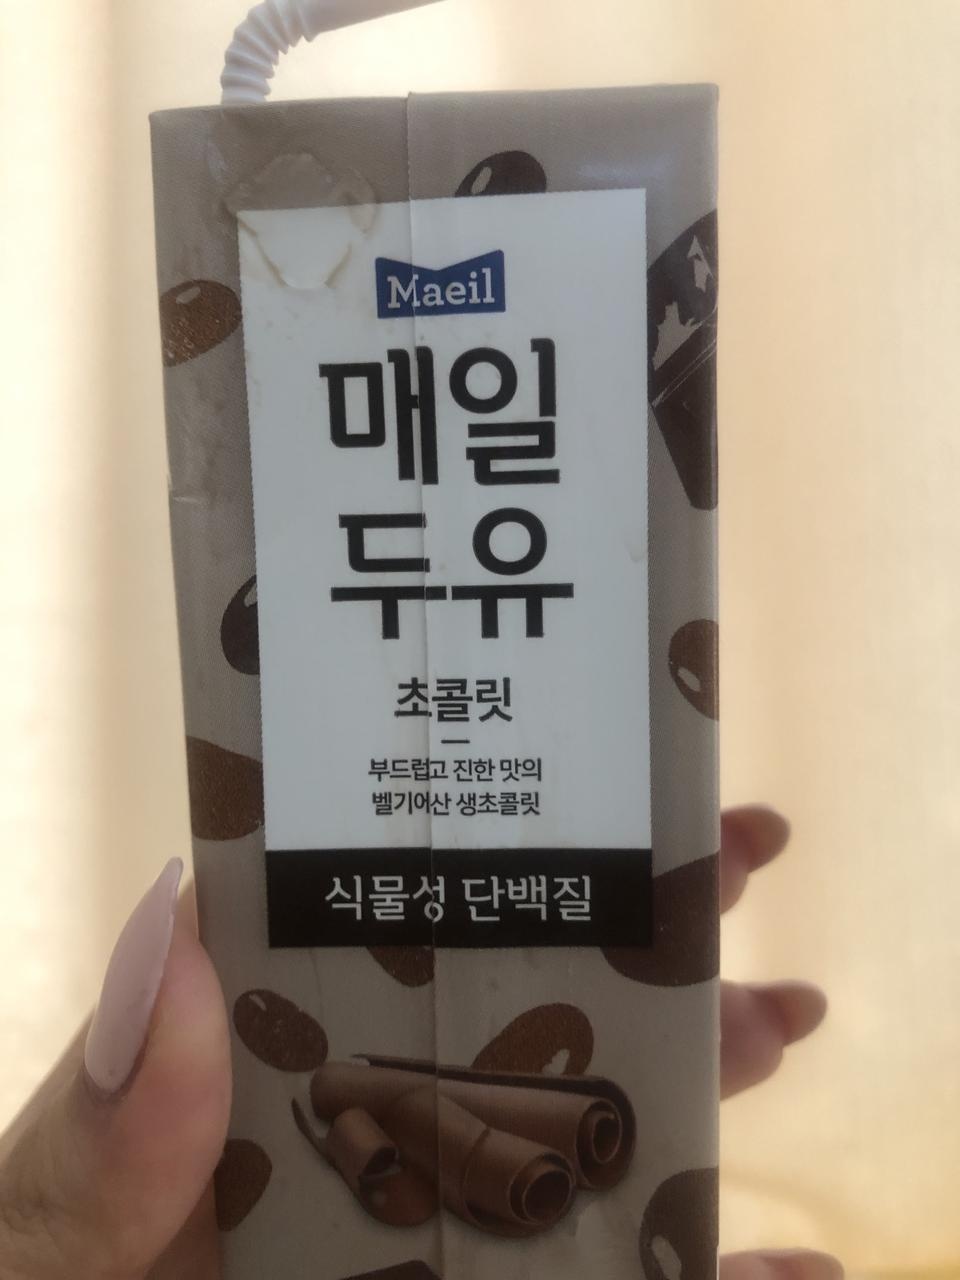 Maeil
매일
두유
초콜릿
부드럽고 진한 맛의
벨기에산 생초콜릿
식물성 단백질